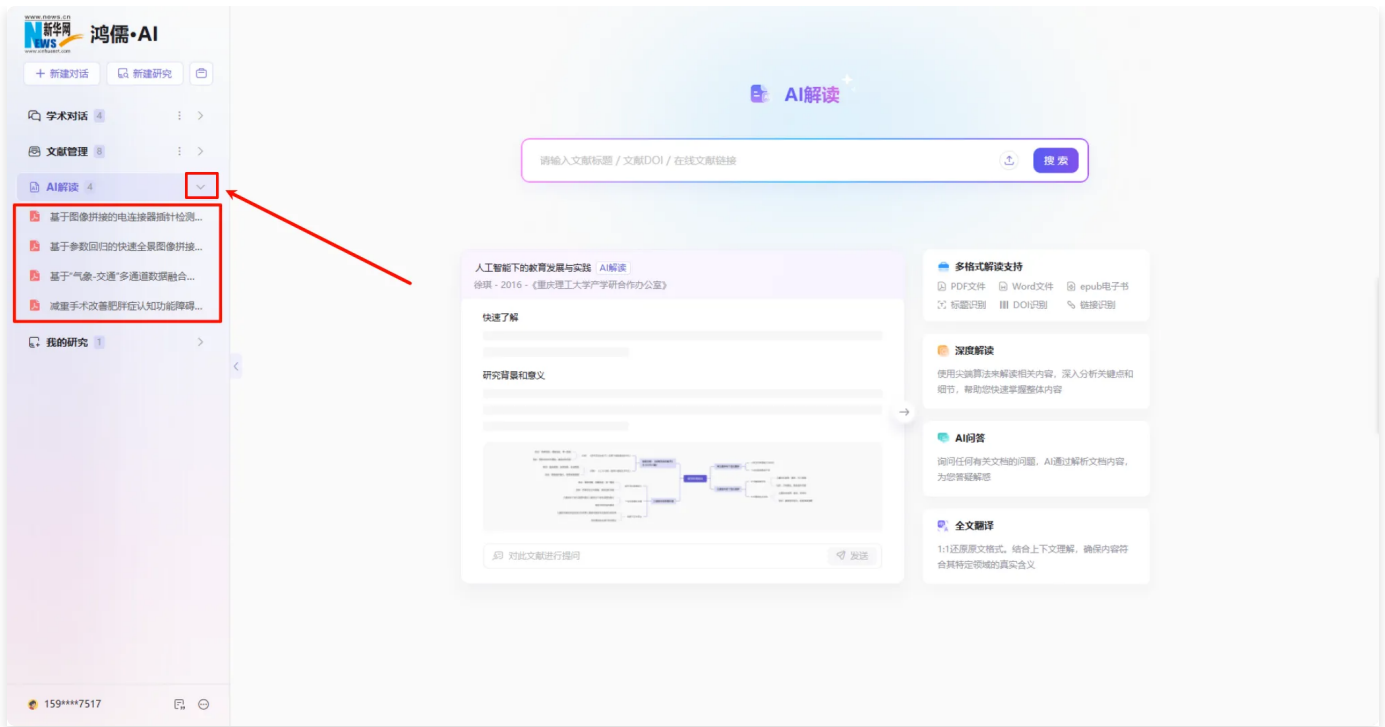 www.news.cn
新华网
NEWS
www.xinhuanet.com
鸿儒•AI
+ 新建对话
新建研究
学术对话 4
文献管理 8
AI解读 4
基于图像拼接的电连接器插针检测...
基于参数回归的快速全景图像拼接...
基于“气象-交通”多通道数据融合...
减重手术改善肥胖症认知功能障碍...
我的研究 1
159****7517
AI解读
请输入文献标题 / 文献DOI / 在线文献链接
搜索
人工智能下的教育发展与实践 AI解读
徐琪 - 2016 -《重庆理工大学产学研合作办公室》
快速了解
研究背景和意义
对此文献进行提问
发送
多格式解读支持
PDF文件 Word文件 epub电子书
标题识别 DOI识别 链接识别
深度解读
使用尖端算法来解读相关内容，深入分析关键点和
细节，帮助您快速掌握整体内容
AI问答
询问任何有关文档的问题，AI通过解析文档内容，
为您答疑解惑
全文翻译
1:1还原原文格式。结合上下文理解，确保内容符
合其特定领域的真实含义